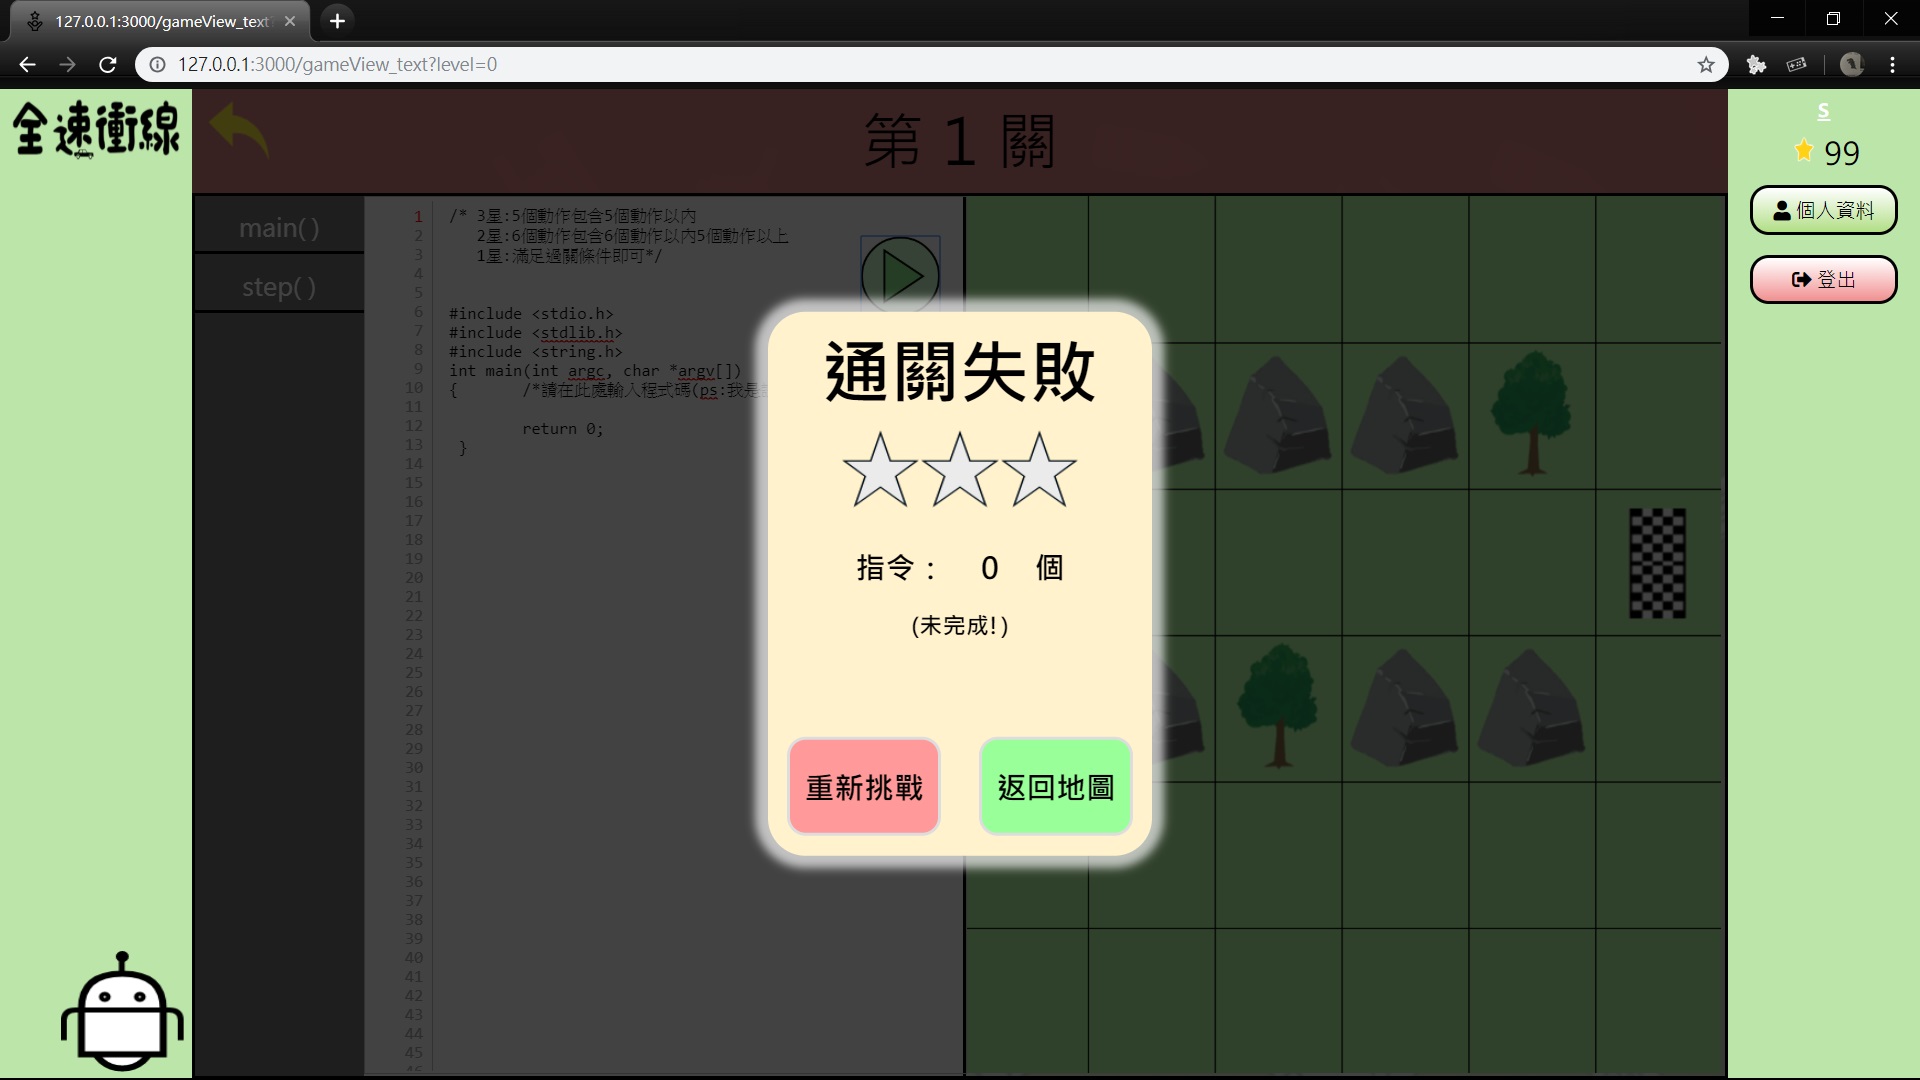 127.0.0.1:3000/gameView_text
127.0.0.1:3000/gameView_text?level=0
全速衝線
第 1 關
S
99
個人資料
登出
main()
step()
1 /* 3星:5個動作包含5個動作以內
2 2星:6個動作包含6個動作以內5個動作以上
3 1星:滿足過關條件即可*/
4
5
6 #include <stdio.h>
7 #include <stdlib.h>
8 #include <string.h>
9 int main(int argc, char *argv[])
10 { /*請在此處輸入程式碼(ps:我是
11
12 return 0;
13 }
14
15
16
17
18
19
20
21
22
23
24
25
26
27
28
29
30
31
32
33
34
35
36
37
38
39
40
41
42
43
44
45
通關失敗
指令： 0 個
(未完成!)
重新挑戰
返回地圖